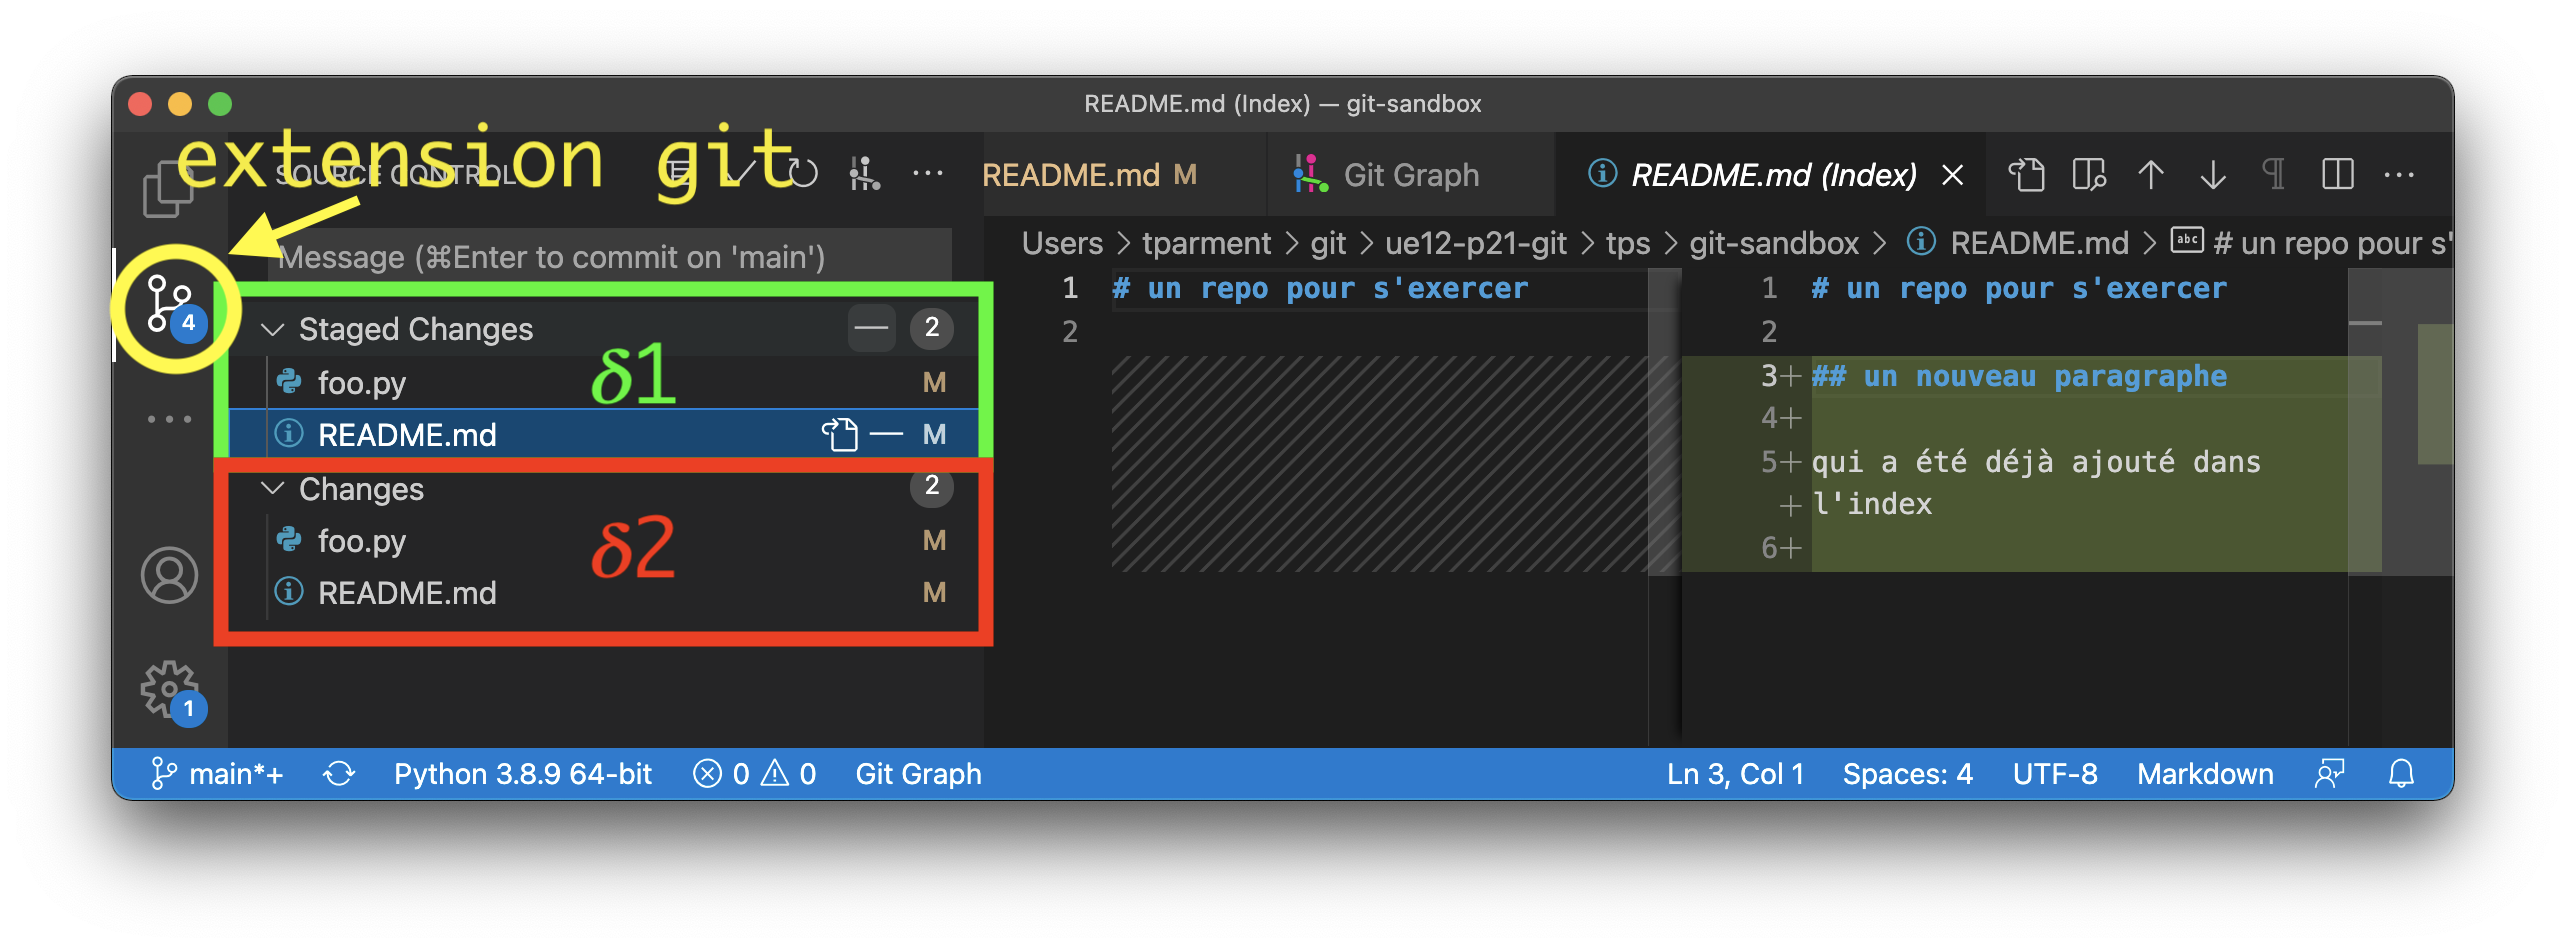 README.md (Index) — git-sandbox
extension git
SOURCE CONTROL
README.md M
Git Graph
README.md (Index)
Message (⌘Enter to commit on 'main')
Users > tparment > git > ue12-p21-git > tps > git-sandbox > README.md > # un repo pour s'
4
Staged Changes 2
foo.py M
README.md M
δ1
Changes 2
foo.py M
README.md M
δ2
1 # un repo pour s'exercer
2
1 # un repo pour s'exercer
2
3+ ## un nouveau paragraphe
4+
5+ qui a été déjà ajouté dans
+ l'index
6+
1
main*+ Python 3.8.9 64-bit 0 0 Git Graph Ln 3, Col 1 Spaces: 4 UTF-8 Markdown